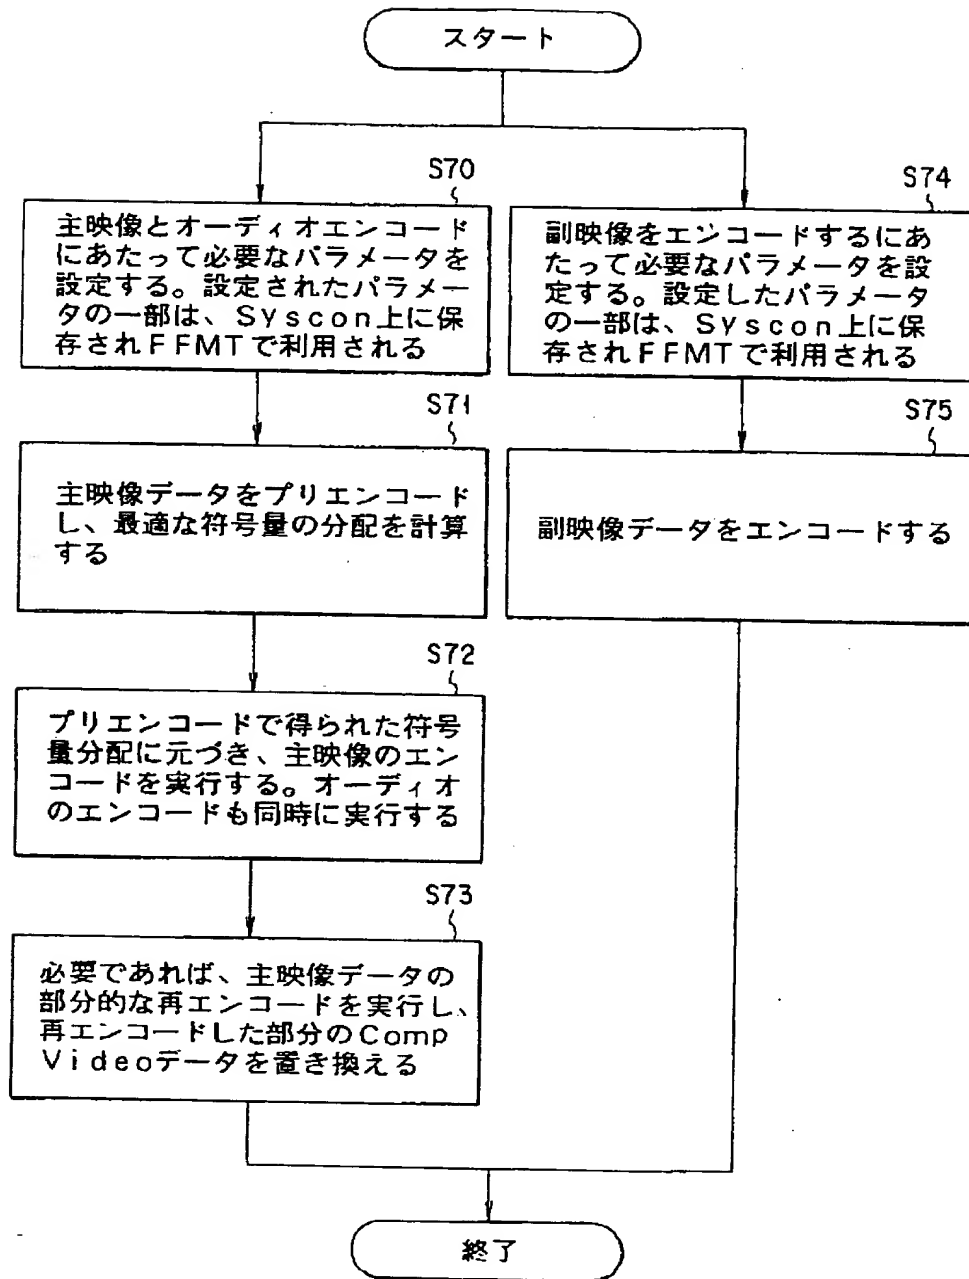 スタート
S70
主映像とオーディオエンコード
にあたって必要なパラメータを
設定する。設定されたパラメー
タの一部は、Syscon上に保
存されFFMTで利用される
S74
副映像をエンコードするにあ
たって必要なパラメータを設
定する。設定したパラメータ
の一部は、Syscon上に保
存されFFMTで利用される
S71
主映像データをプリエンコード
し、最適な符号量の分配を計算
する
S75
副映像データをエンコードする
S72
プリエンコードで得られた符号
量分配に元づき、主映像のエン
コードを実行する。オーディオ
のエンコードも同時に実行する
S73
必要であれば、主映像データの
部分的な再エンコードを実行し、
再エンコードした部分のComp
Videoデータを置き換える
終了